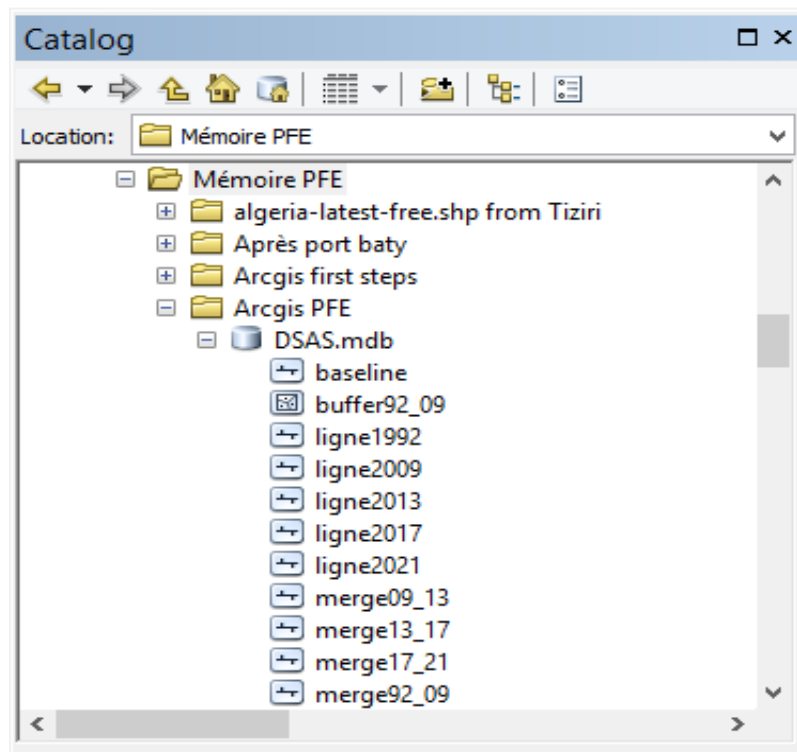 Catalog
Location: Mémoire PFE
Mémoire PFE
algeria-latest-free.shp from Tiziri
Après port baty
Arcgis first steps
Arcgis PFE
DSAS.mdb
baseline
buffer92_09
ligne1992
ligne2009
ligne2013
ligne2017
ligne2021
merge09_13
merge13_17
merge17_21
merge92_09